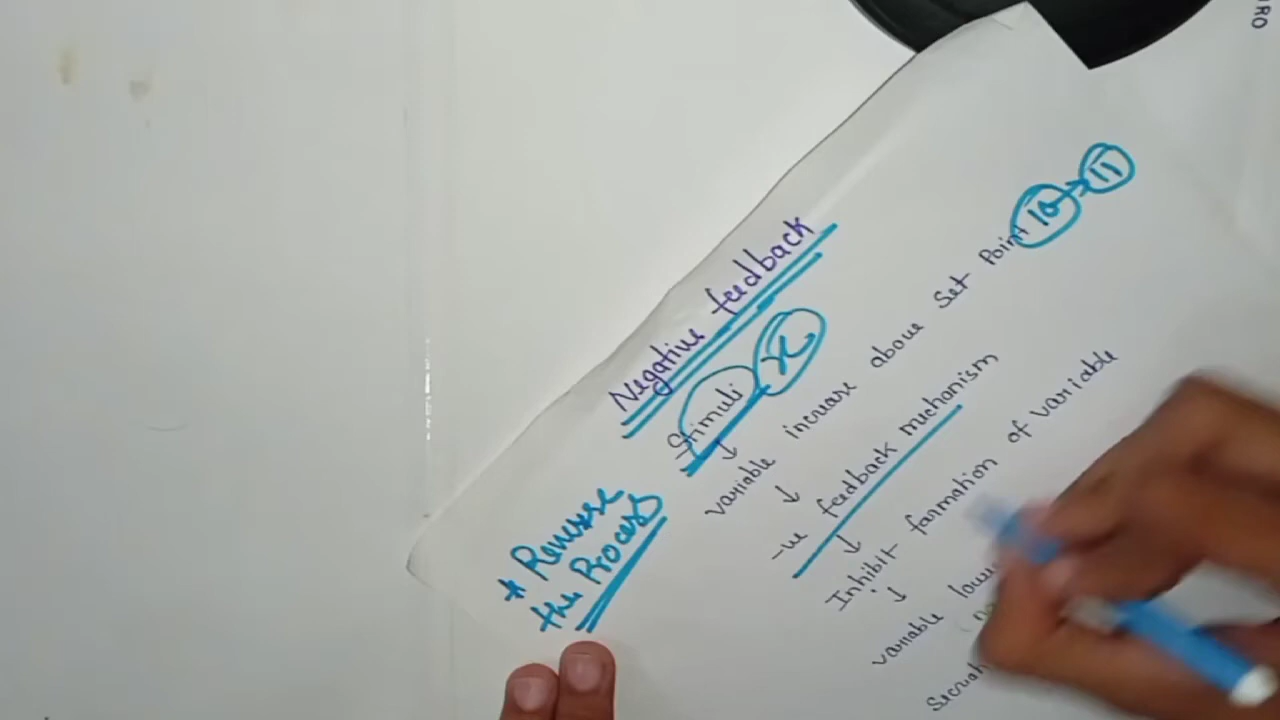 Negative feedback
Stimuli x
↓
variable increase above set point 10 → 11
↓
-ve feedback mechanism
↓
Inhibit formation of variable
↓
variable
* Reverse
the Process